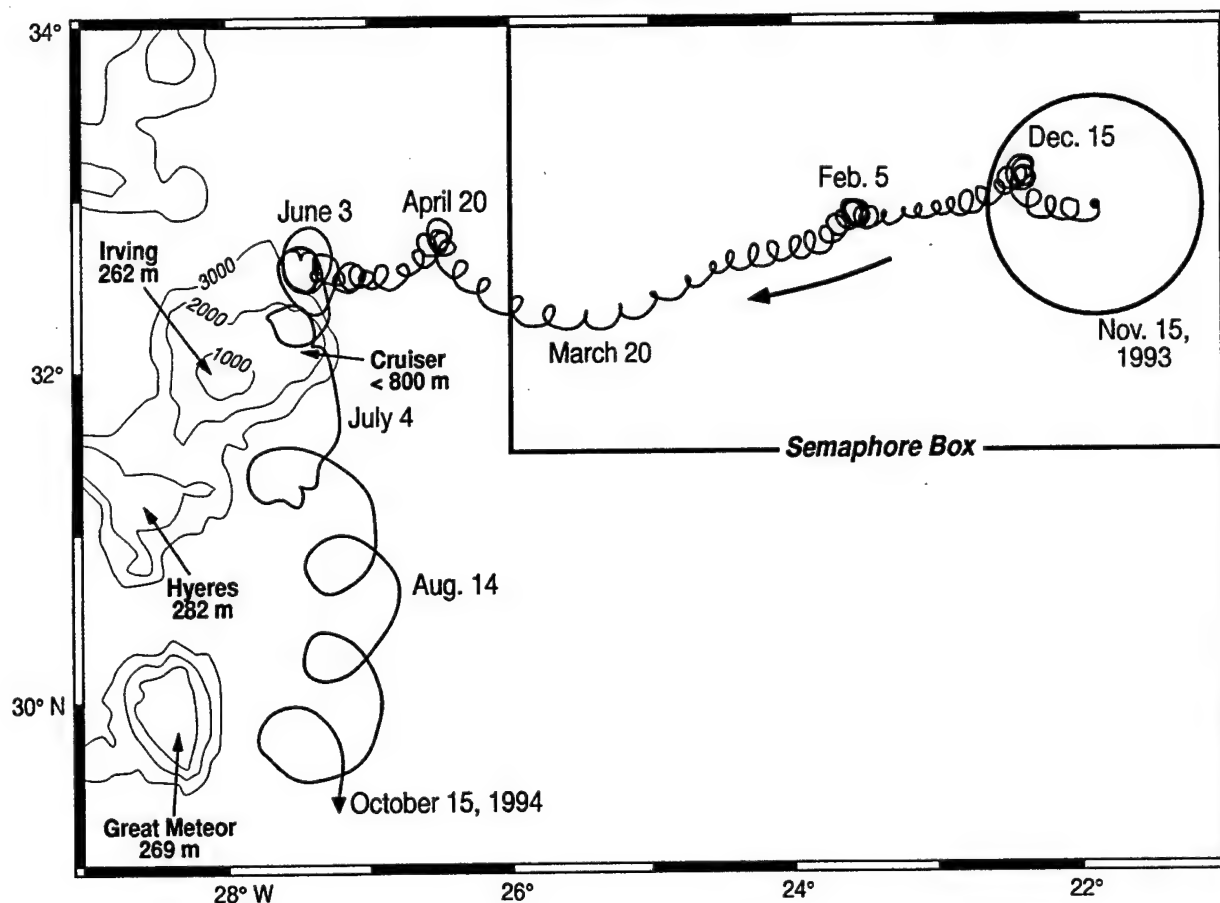 34°
Dec. 15
Feb. 5
April 20
June 3
Irving
262 m
3000
2000
1000
Nov. 15,
1993
March 20
Cruiser
< 800 m
32°
July 4
Semaphore Box
Hyeres
282 m
Aug. 14
30° N
October 15, 1994
Great Meteor
269 m
28° W
26°
24°
22°